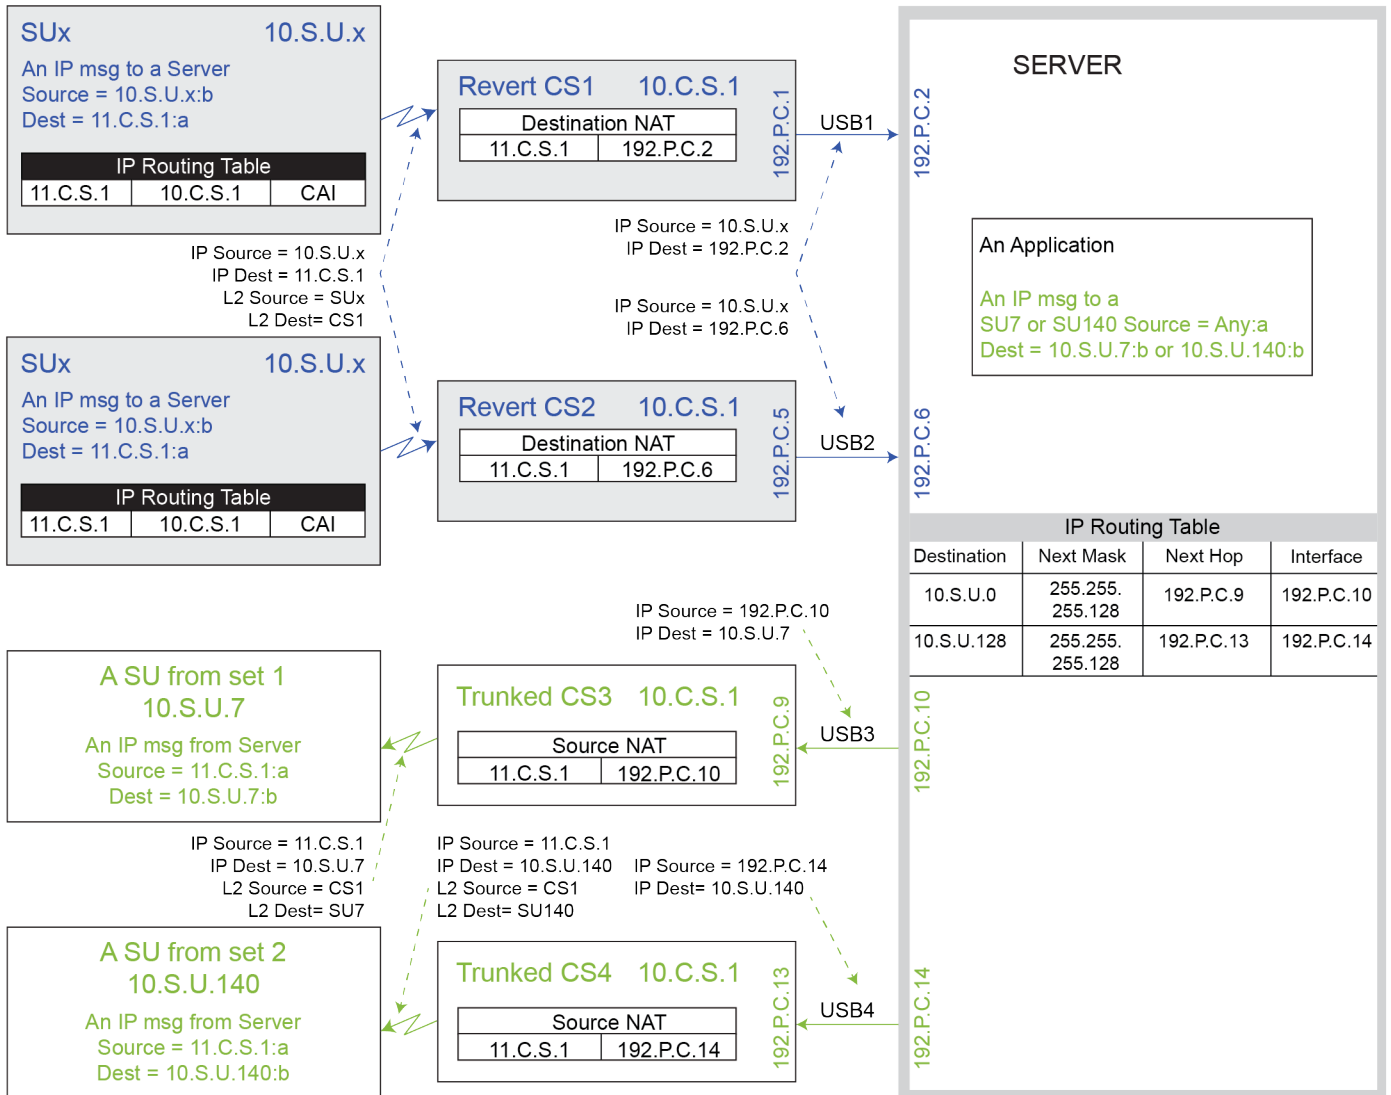 SUx 10.S.U.x
An IP msg to a Server
Source = 10.S.U.x:b
Dest = 11.C.S.1:a
IP Routing Table
11.C.S.1 10.C.S.1 CAI
IP Source = 10.S.U.x
IP Dest = 11.C.S.1
L2 Source = SUx
L2 Dest= CS1
SUx 10.S.U.x
An IP msg to a Server
Source = 10.S.U.x:b
Dest = 11.C.S.1:a
IP Routing Table
11.C.S.1 10.C.S.1 CAI
Revert CS1 10.C.S.1
Destination NAT
11.C.S.1 192.P.C.2
192.P.C.1
USB1
IP Source = 10.S.U.x
IP Dest = 192.P.C.2
IP Source = 10.S.U.x
IP Dest = 192.P.C.6
Revert CS2 10.C.S.1
Destination NAT
11.C.S.1 192.P.C.6
192.P.C.5
USB2
SERVER
192.P.C.2
An Application
An IP msg to a
SU7 or SU140 Source = Any:a
Dest = 10.S.U.7:b or 10.S.U.140:b
192.P.C.6
IP Routing Table
Destination Next Mask Next Hop Interface
10.S.U.0 255.255. 192.P.C.9 192.P.C.10
255.128
10.S.U.128 255.255. 192.P.C.13 192.P.C.14
255.128
192.P.C.10
192.P.C.14
IP Source = 192.P.C.10
IP Dest = 10.S.U.7
A SU from set 1
10.S.U.7
An IP msg from Server
Source = 11.C.S.1:a
Dest = 10.S.U.7:b
Trunked CS3 10.C.S.1
Source NAT
11.C.S.1 192.P.C.10
192.P.C.9
USB3
IP Source = 11.C.S.1
IP Dest = 10.S.U.7
L2 Source = CS1
L2 Dest= SU7
IP Source = 11.C.S.1
IP Dest = 10.S.U.140
L2 Source = CS1
L2 Dest= SU140
IP Source = 192.P.C.14
IP Dest= 10.S.U.140
A SU from set 2
10.S.U.140
An IP msg from Server
Source = 11.C.S.1:a
Dest = 10.S.U.140:b
Trunked CS4 10.C.S.1
Source NAT
11.C.S.1 192.P.C.14
192.P.C.13
USB4